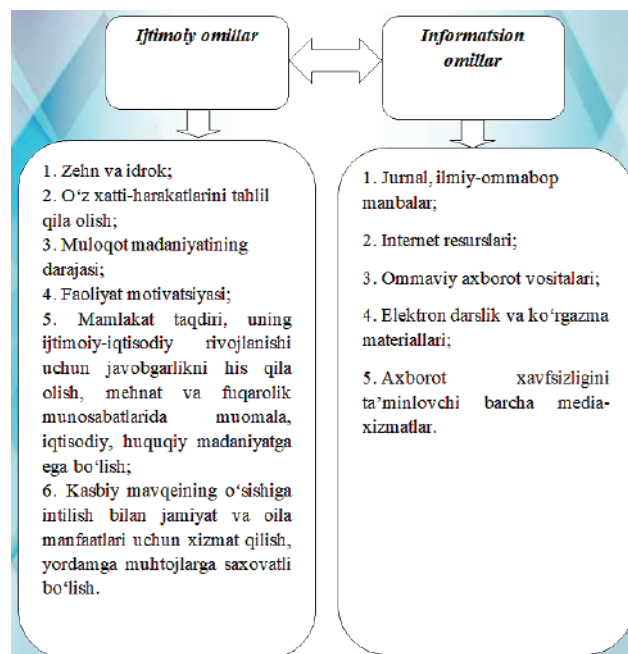 Ijtimoiy omillar
Informatsion
omillar
1. Zehn va idrok;
2. O‘z xatti-harakatlarini tahlil
qila olish;
3. Muloqot madaniyatining
darajasi;
4. Faoliyat motivatsiyasi;
5. Mamlakat taqdiri, uning
ijtimoiy-iqtisodiy rivojlanishi
uchun javobgarlikni his qila
olish, mehnat va fuqarolik
munosabatlarida muomala,
iqtisodiy, huquqiy madaniyatga
ega bo‘lish;
6. Kasbiy mavqeining o‘sishiga
intilish bilan jamiyat va oila
manfaatlari uchun xizmat qilish,
yordamga muhtojlarga saxovatli
bo‘lish.
1. Jurnal, ilmiy-ommabop
manbalar;
2. Internet resurslari;
3. Ommaviy axborot vositalari;
4. Elektron darslik va ko‘rgazma
materiallari;
5. Axborot xavfsizligini
ta’minlovchi barcha media-
xizmatlar.